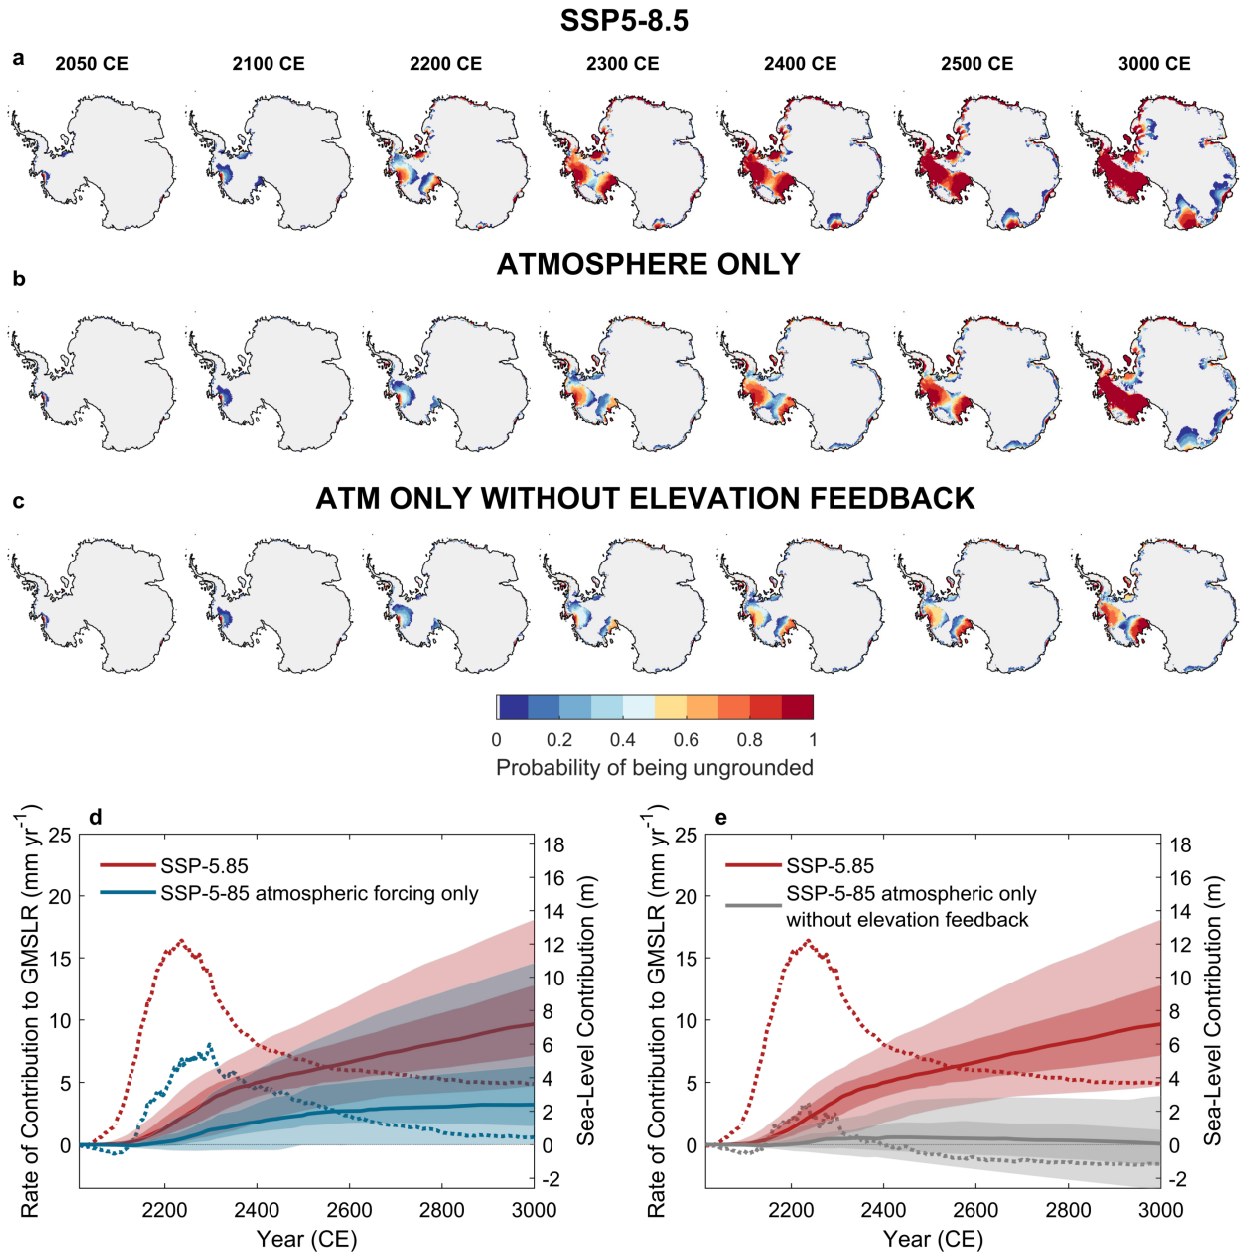 SSP5-8.5
a
2050 CE 2100 CE 2200 CE 2300 CE 2400 CE 2500 CE 3000 CE
ATMOSPHERE ONLY
b
ATM ONLY WITHOUT ELEVATION FEEDBACK
c
0 0.2 0.4 0.6 0.8 1
Probability of being ungrounded
d
Rate of Contribution to GMSLR (mm yr⁻¹)
25
20
15
10
5
0
SSP-5.85
SSP-5-85 atmospheric forcing only
18
16
14
12
10
8
6
4
2
0
-2
Sea-Level Contribution (m)
2200 2400 2600 2800 3000
Year (CE)
e
Rate of Contribution to GMSLR (mm yr⁻¹)
25
20
15
10
5
0
SSP-5.85
SSP-5-85 atmospheric only
without elevation feedback
18
16
14
12
10
8
6
4
2
0
-2
Sea-Level Contribution (m)
2200 2400 2600 2800 3000
Year (CE)